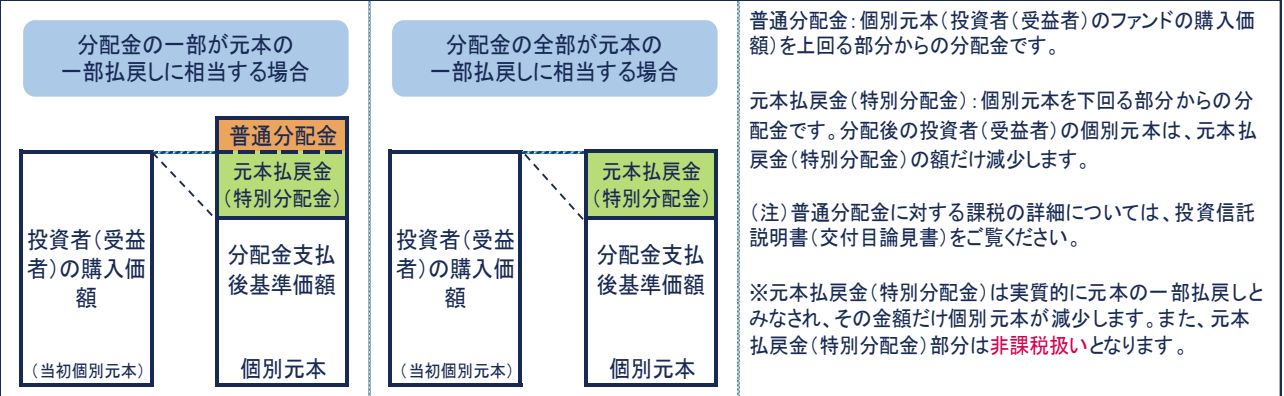 分配金の一部が元本の
一部払戻しに相当する場合
普通分配金
元本払戻金
（特別分配金）
投資者（受益
者）の購入価
額
（当初個別元本）
分配金支払
後基準価額
個別元本
分配金の全部が元本の
一部払戻しに相当する場合
元本払戻金
（特別分配金）
投資者（受益
者）の購入価
額
（当初個別元本）
分配金支払
後基準価額
個別元本
普通分配金：個別元本（投資者（受益者）のファンドの購入価
額）を上回る部分からの分配金です。
元本払戻金（特別分配金）：個別元本を下回る部分からの分
配金です。分配後の投資者（受益者）の個別元本は、元本払
戻金（特別分配金）の額だけ減少します。
（注）普通分配金に対する課税の詳細については、投資信託
説明書（交付目論見書）をご覧ください。
※元本払戻金（特別分配金）は実質的に元本の一部払戻しと
みなされ、その金額だけ個別元本が減少します。また、元本
払戻金（特別分配金）部分は非課税扱いとなります。